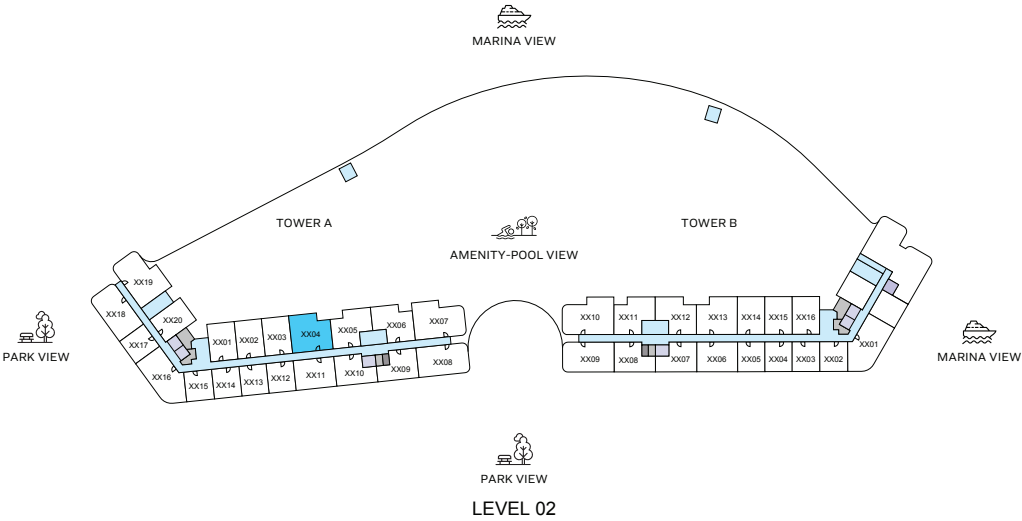 MARINA VIEW
TOWER A
TOWER B
AMENITY-POOL VIEW
XX19
XX18
XX20
XX17
XX16
XX01
XX02
XX03
XX04
XX05
XX06
XX07
XX15
XX14
XX13
XX12
XX11
XX10
XX09
XX08
XX10
XX11
XX12
XX13
XX14
XX15
XX16
XX09
XX08
XX07
XX06
XX05
XX04
XX03
XX02
XX01
PARK VIEW
MARINA VIEW
PARK VIEW
LEVEL 02